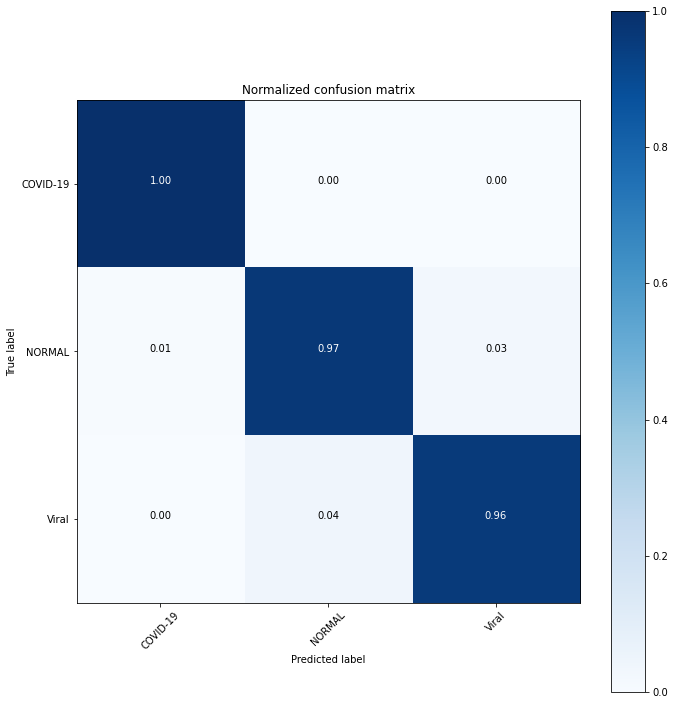 Normalized confusion matrix
True label
COVID-19
1.00 0.00 0.00
NORMAL
0.01 0.97 0.03
Viral
0.00 0.04 0.96
COVID-19 NORMAL Viral
Predicted label
1.0
0.8
0.6
0.4
0.2
0.0